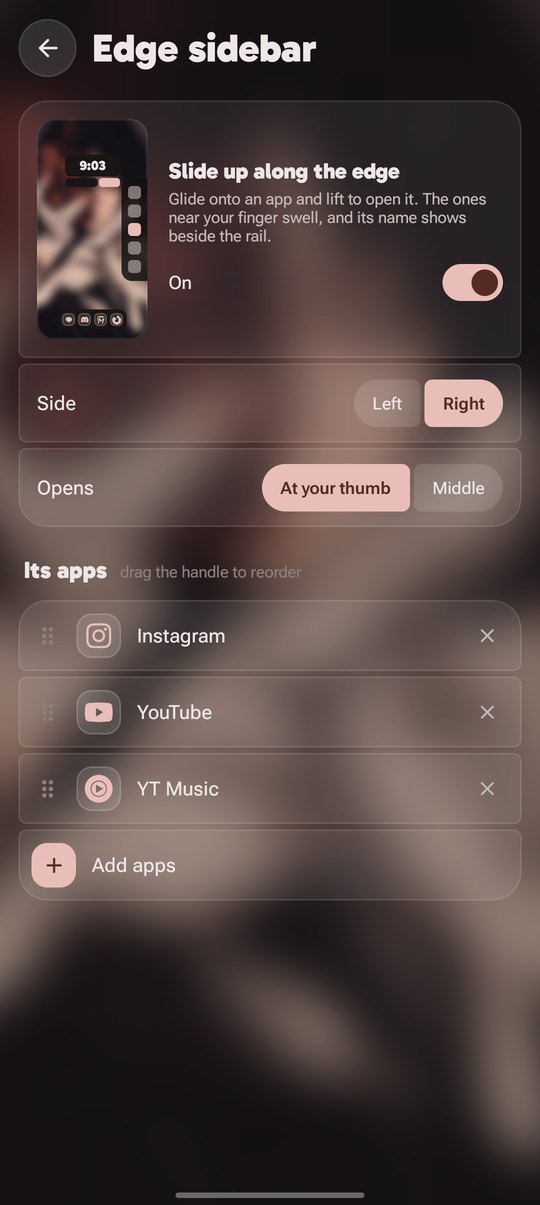 Edge sidebar
9:03
Slide up along the edge
Glide onto an app and lift to open it. The ones
near your finger swell, and its name shows
beside the rail.
On
Side
Left
Right
Opens
At your thumb
Middle
Its apps drag the handle to reorder
Instagram
YouTube
YT Music
Add apps